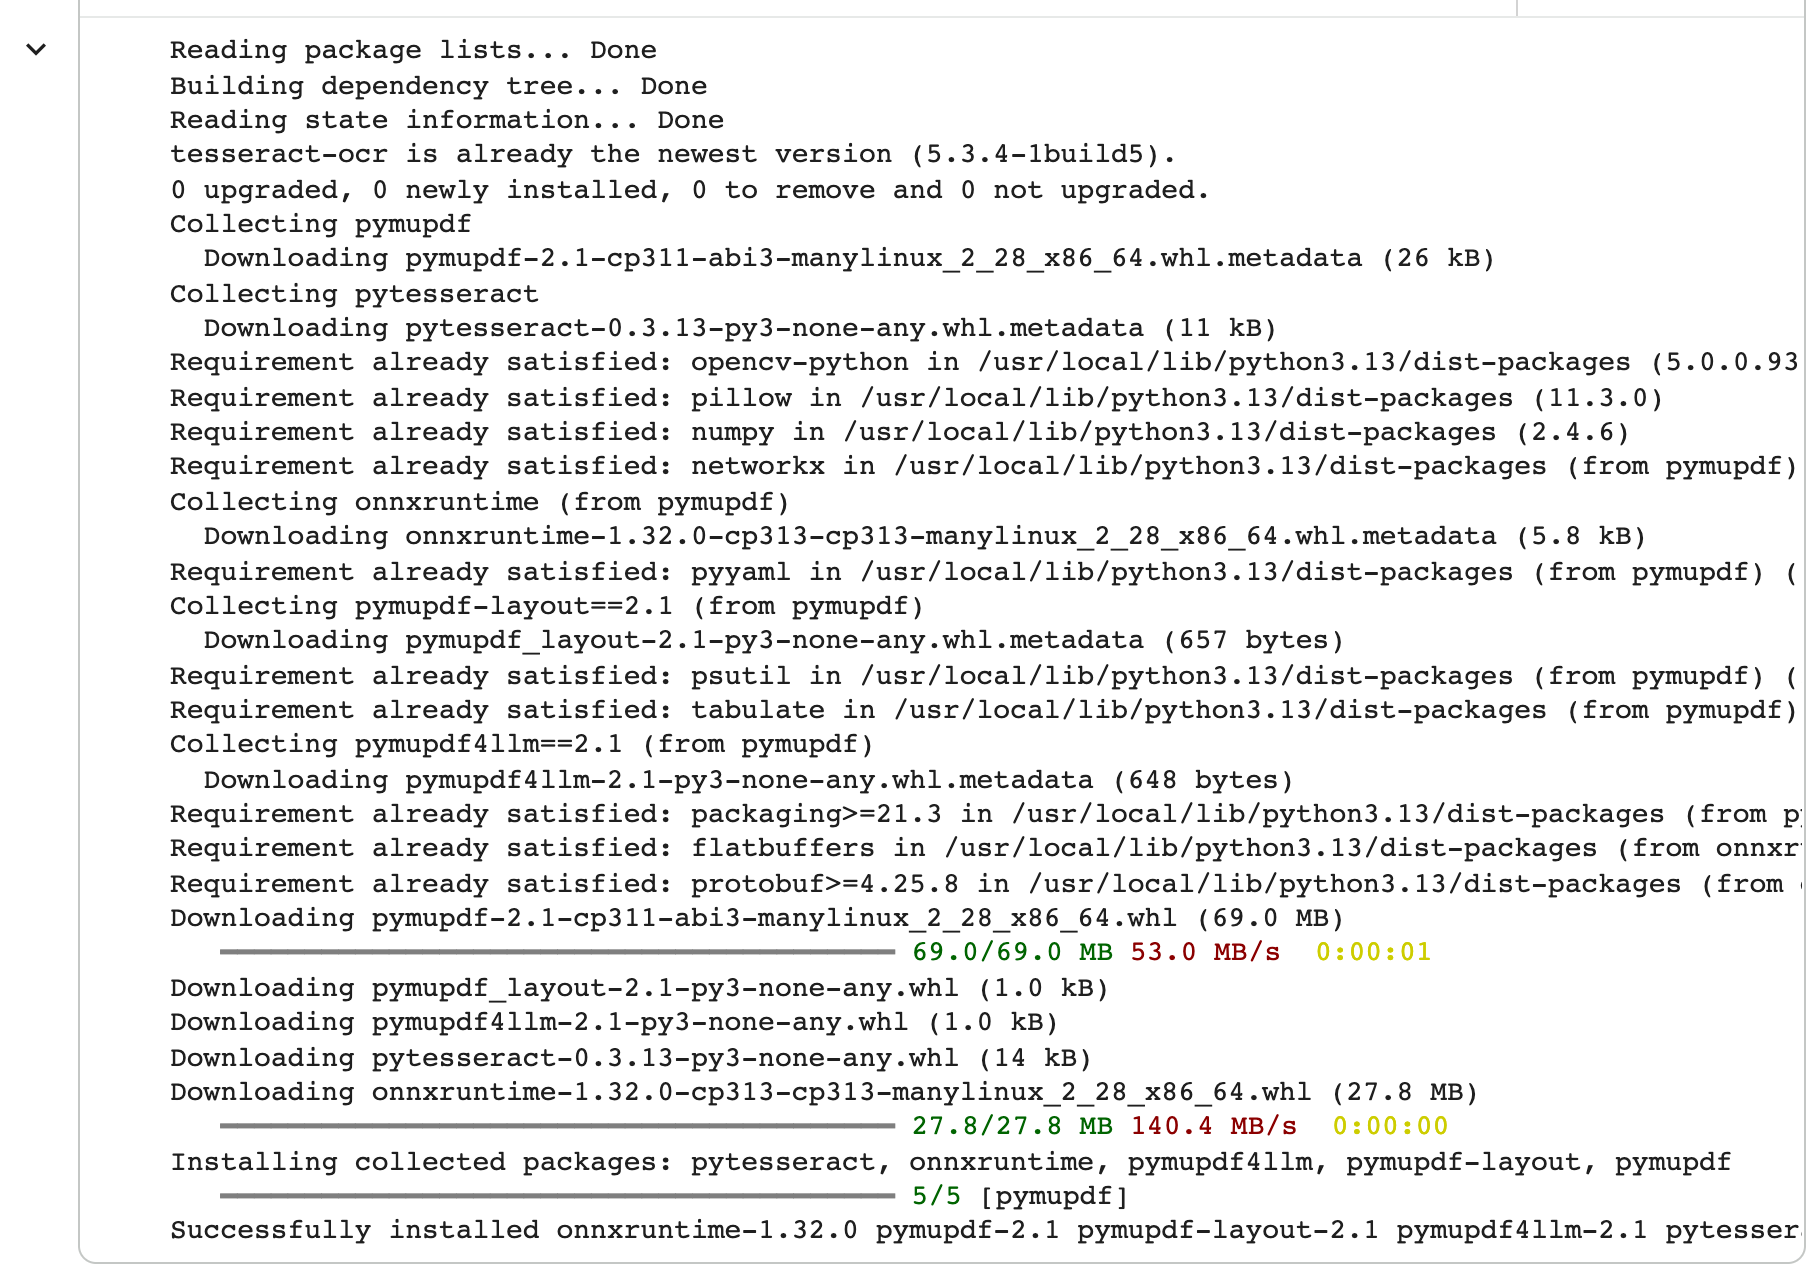 Reading package lists... Done
Building dependency tree... Done
Reading state information... Done
tesseract-ocr is already the newest version (5.3.4-1build5).
0 upgraded, 0 newly installed, 0 to remove and 0 not upgraded.
Collecting pymupdf
  Downloading pymupdf-2.1-cp311-abi3-manylinux_2_28_x86_64.whl.metadata (26 kB)
Collecting pytesseract
  Downloading pytesseract-0.3.13-py3-none-any.whl.metadata (11 kB)
Requirement already satisfied: opencv-python in /usr/local/lib/python3.13/dist-packages (5.0.0.93
Requirement already satisfied: pillow in /usr/local/lib/python3.13/dist-packages (11.3.0)
Requirement already satisfied: numpy in /usr/local/lib/python3.13/dist-packages (2.4.6)
Requirement already satisfied: networkx in /usr/local/lib/python3.13/dist-packages (from pymupdf)
Collecting onnxruntime (from pymupdf)
  Downloading onnxruntime-1.32.0-cp313-cp313-manylinux_2_28_x86_64.whl.metadata (5.8 kB)
Requirement already satisfied: pyyaml in /usr/local/lib/python3.13/dist-packages (from pymupdf) (
Collecting pymupdf-layout==2.1 (from pymupdf)
  Downloading pymupdf_layout-2.1-py3-none-any.whl.metadata (657 bytes)
Requirement already satisfied: psutil in /usr/local/lib/python3.13/dist-packages (from pymupdf) (
Requirement already satisfied: tabulate in /usr/local/lib/python3.13/dist-packages (from pymupdf)
Collecting pymupdf4llm==2.1 (from pymupdf)
  Downloading pymupdf4llm-2.1-py3-none-any.whl.metadata (648 bytes)
Requirement already satisfied: packaging>=21.3 in /usr/local/lib/python3.13/dist-packages (from p
Requirement already satisfied: flatbuffers in /usr/local/lib/python3.13/dist-packages (from onnxr
Requirement already satisfied: protobuf>=4.25.8 in /usr/local/lib/python3.13/dist-packages (from
Downloading pymupdf-2.1-cp311-abi3-manylinux_2_28_x86_64.whl (69.0 MB)
69.0/69.0 MB 53.0 MB/s 0:00:01
Downloading pymupdf_layout-2.1-py3-none-any.whl (1.0 kB)
Downloading pymupdf4llm-2.1-py3-none-any.whl (1.0 kB)
Downloading pytesseract-0.3.13-py3-none-any.whl (14 kB)
Downloading onnxruntime-1.32.0-cp313-cp313-manylinux_2_28_x86_64.whl (27.8 MB)
27.8/27.8 MB 140.4 MB/s 0:00:00
Installing collected packages: pytesseract, onnxruntime, pymupdf4llm, pymupdf-layout, pymupdf
5/5 [pymupdf]
Successfully installed onnxruntime-1.32.0 pymupdf-2.1 pymupdf-layout-2.1 pymupdf4llm-2.1 pytesser